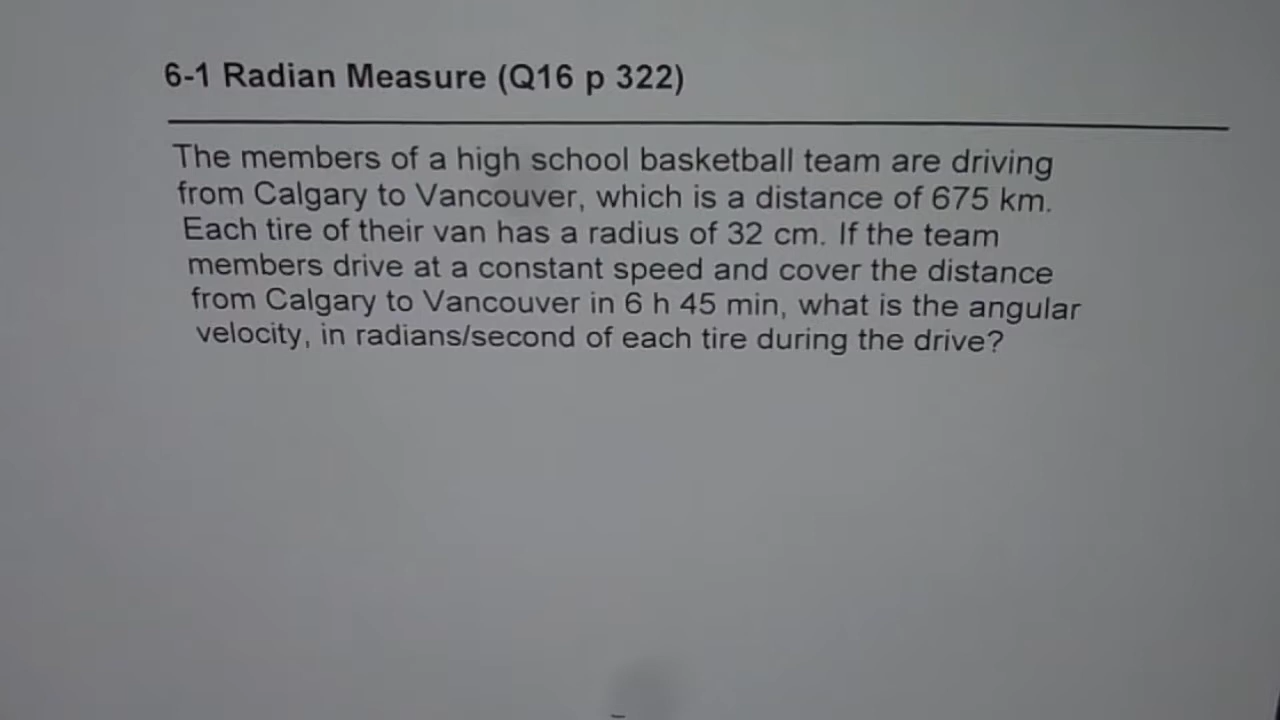 6-1 Radian Measure (Q16 p 322)
The members of a high school basketball team are driving
from Calgary to Vancouver, which is a distance of 675 km.
Each tire of their van has a radius of 32 cm. If the team
members drive at a constant speed and cover the distance
from Calgary to Vancouver in 6 h 45 min, what is the angular
velocity, in radians/second of each tire during the drive?